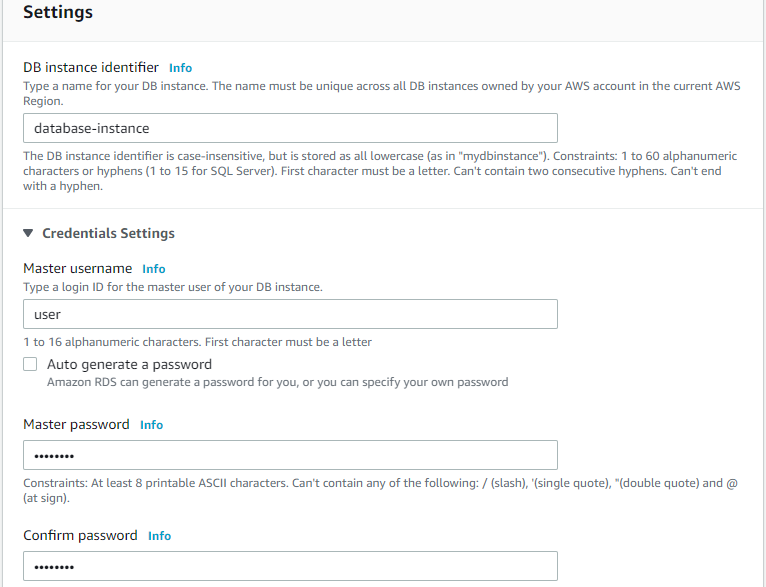 Settings
DB instance identifier Info
Type a name for your DB instance. The name must be unique across all DB instances owned by your AWS account in the current AWS
Region.
database-instance
The DB instance identifier is case-insensitive, but is stored as all lowercase (as in "mydbinstance"). Constraints: 1 to 60 alphanumeric
characters or hyphens (1 to 15 for SQL Server). First character must be a letter. Can't contain two consecutive hyphens. Can't end
with a hyphen.
Credentials Settings
Master username Info
Type a login ID for the master user of your DB instance.
user
1 to 16 alphanumeric characters. First character must be a letter
Auto generate a password
Amazon RDS can generate a password for you, or you can specify your own password
Master password Info
••••••••
Constraints: At least 8 printable ASCII characters. Can't contain any of the following: / (slash), '(single quote), "(double quote) and @
(at sign).
Confirm password Info
••••••••